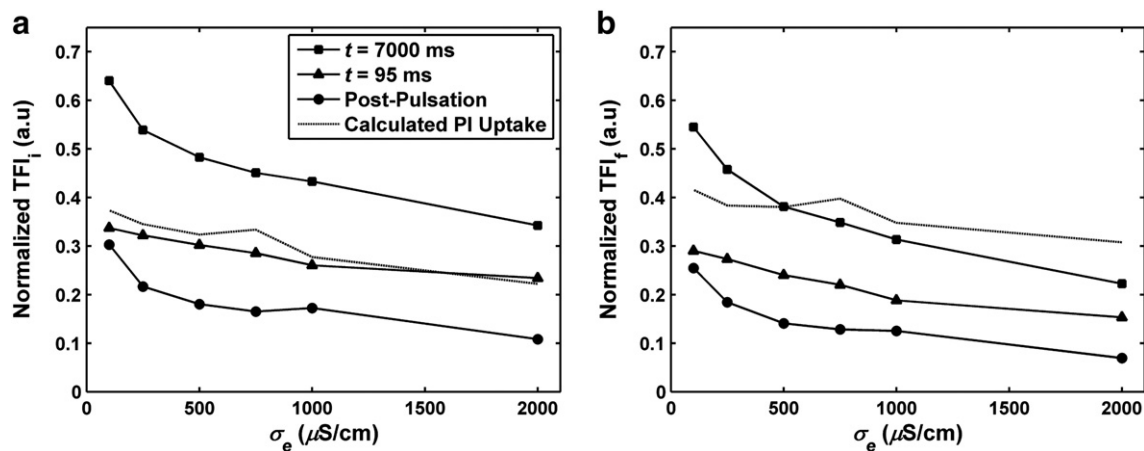 a
Normalized TFI_i (a.u)
0.7
0.6
0.5
0.4
0.3
0.2
0.1
0
t = 7000 ms
t = 95 ms
Post-Pulsation
Calculated PI Uptake
0 500 1000 1500 2000
σ_e (μS/cm)
b
Normalized TFI_f (a.u)
0.7
0.6
0.5
0.4
0.3
0.2
0.1
0
0 500 1000 1500 2000
σ_e (μS/cm)